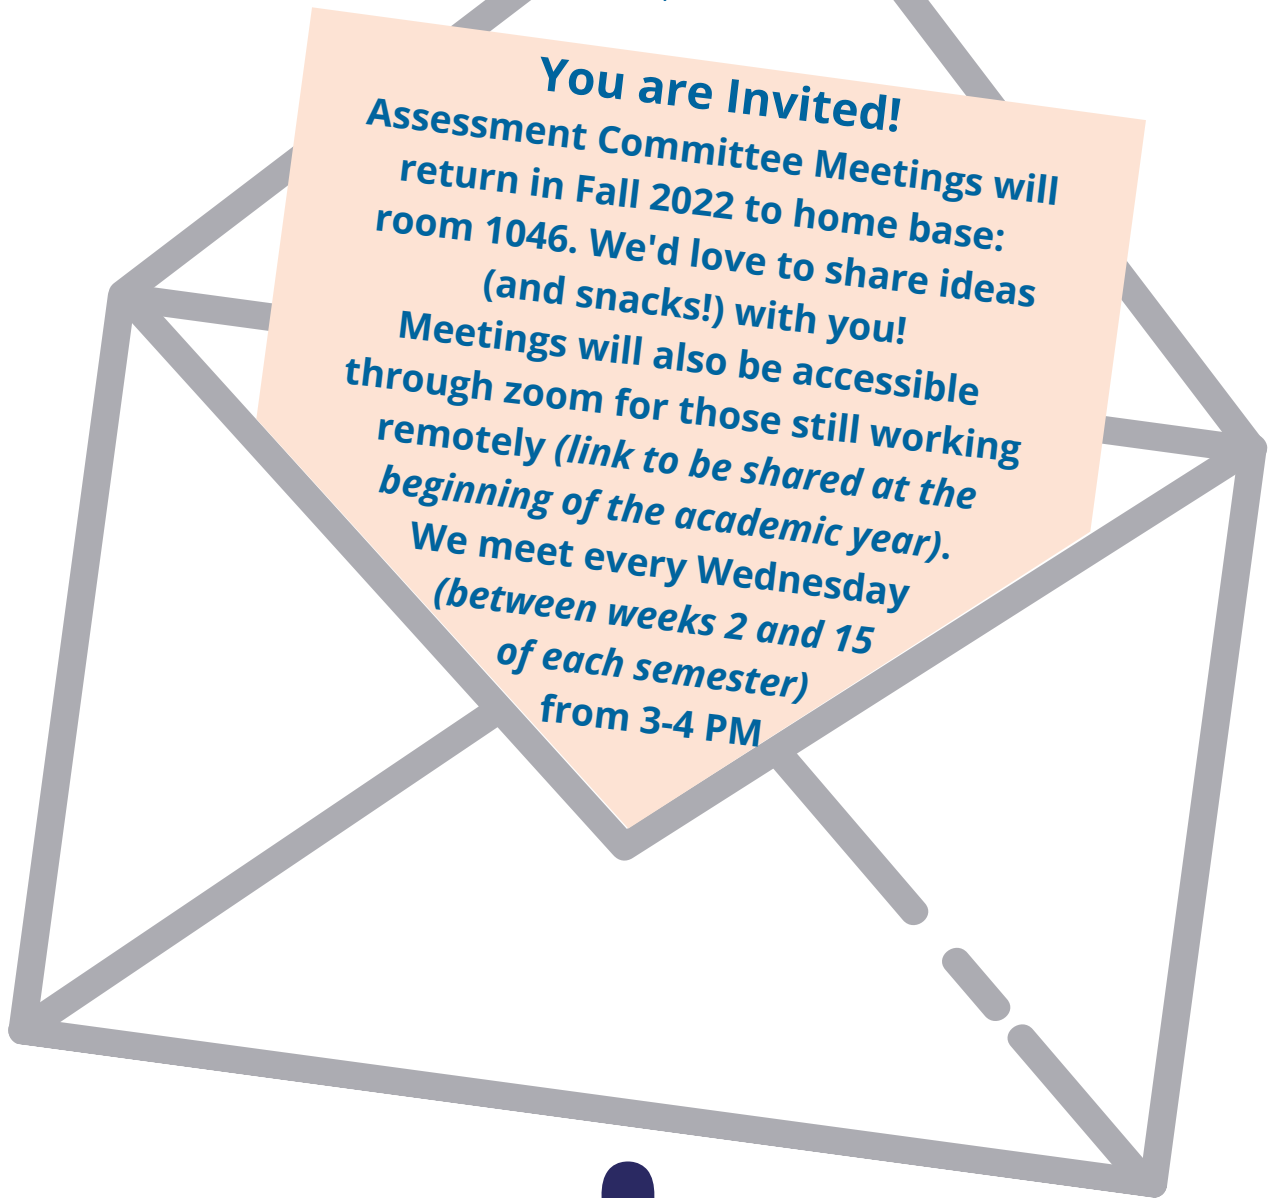 You are Invited!
Assessment Committee Meetings will
return in Fall 2022 to home base:
room 1046. We'd love to share ideas
(and snacks!) with you!
Meetings will also be accessible
through zoom for those still working
remotely (link to be shared at the
beginning of the academic year).
We meet every Wednesday
(between weeks 2 and 15
of each semester)
from 3-4 PM